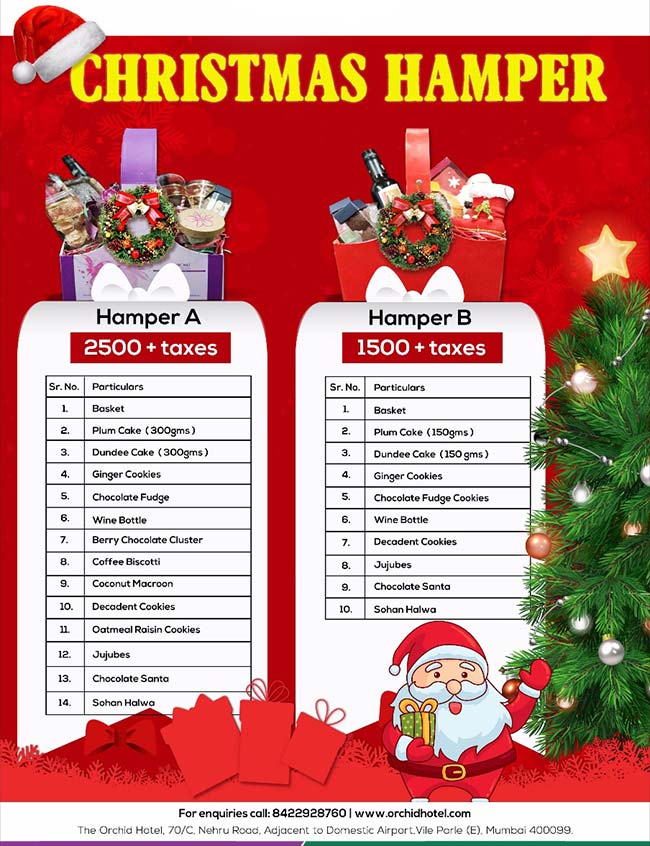 CHRISTMAS HAMPER
Hamper A
2500 + taxes
Sr. No. Particulars
1. Basket
2. Plum Cake (300gms)
3. Dundee Cake (300gms)
4. Ginger Cookies
5. Chocolate Fudge
6. Wine Bottle
7. Berry Chocolate Cluster
8. Coffee Biscotti
9. Coconut Macroon
10. Decadent Cookies
11. Oatmeal Raisin Cookies
12. Jujubes
13. Chocolate Santa
14. Sohan Halwa
Hamper B
1500 + taxes
Sr. No. Particulars
1. Basket
2. Plum Cake (150gms)
3. Dundee Cake (150 gms)
4. Ginger Cookies
5. Chocolate Fudge Cookies
6. Wine Bottle
7. Decadent Cookies
8. Jujubes
9. Chocolate Santa
10. Sohan Halwa
For enquiries call: 8422928760 | www.orchidhotel.com
The Orchid Hotel, 70/C, Nehru Road, Adjacent to Domestic Airport,Vile Parle (E), Mumbai 400099.